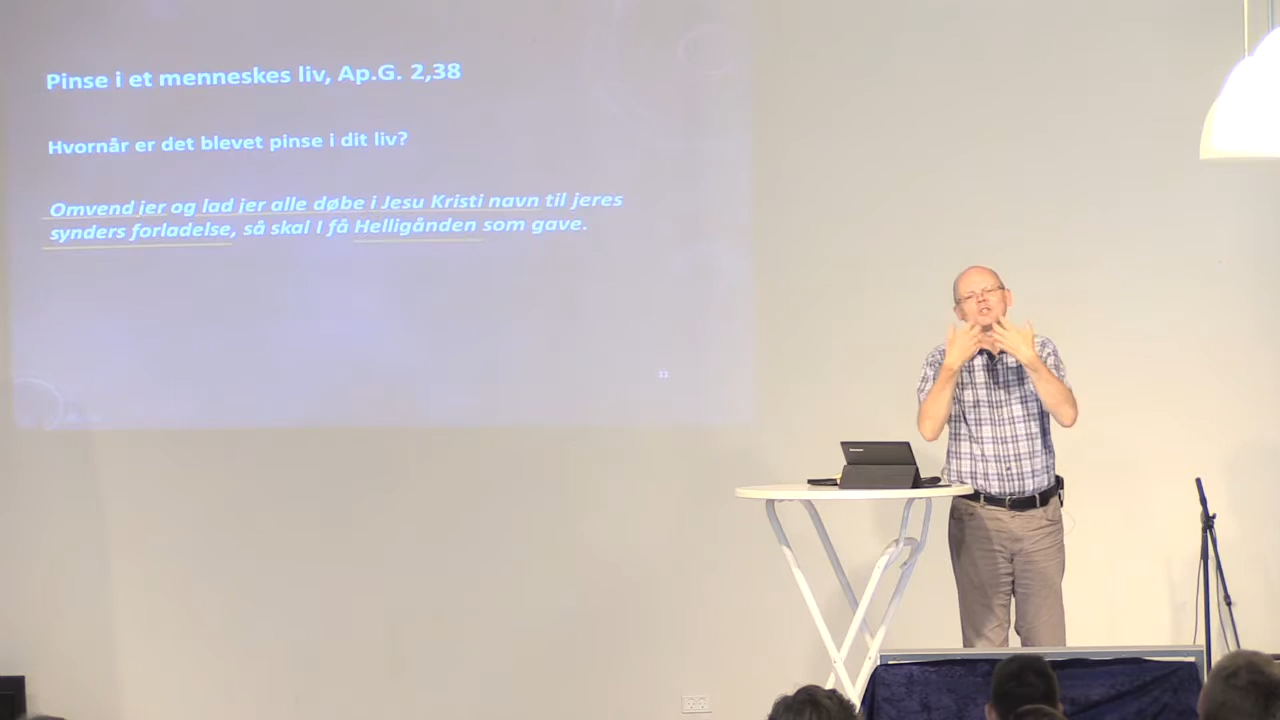 Pinse i et menneskes liv, Ap.G. 2,38
Hvornår er det blevet pinse i dit liv?
Omvend jer og lad jer alle døbe i Jesu Kristi navn til jeres
synders forladelse, så skal I få Helligånden som gave.